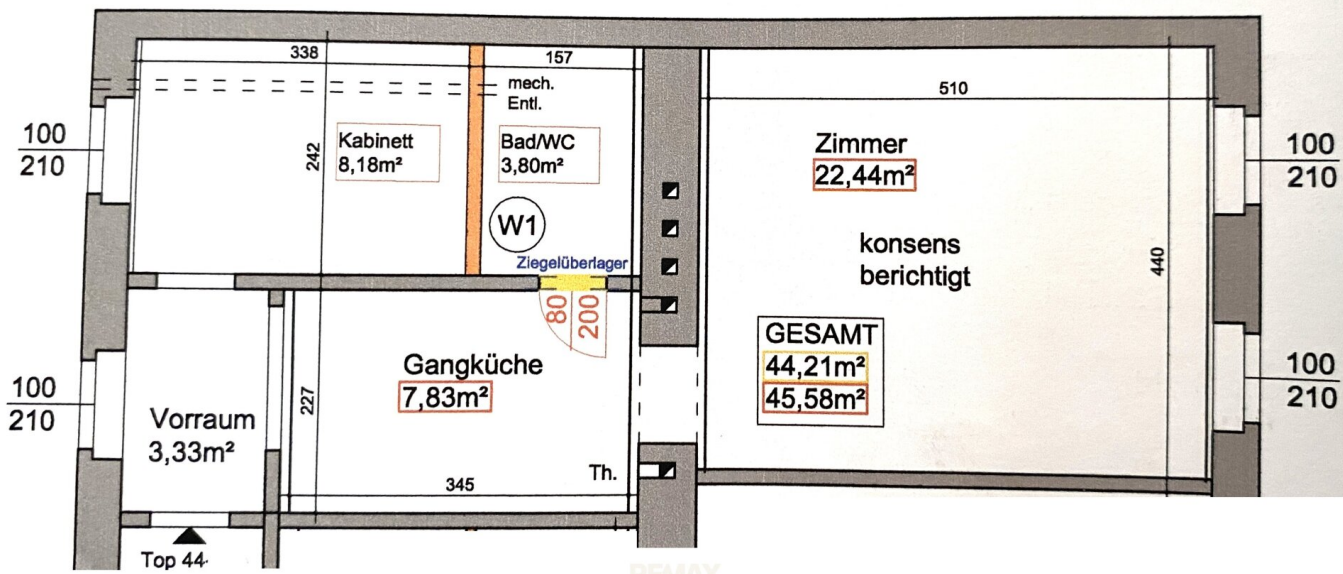 338
157
mech.
Entl.
510
100
210
242
Kabinett
8,18m²
Bad/WC
3,80m²
Zimmer
22,44m²
100
210
W1
Ziegelüberlager
konsens
berichtigt
440
80
200
GESAMT
44,21m²
45,58m²
Gangküche
7,83m²
227
100
210
100
210
Vorraum
3,33m²
Th.
345
Top 44
RE/MAX